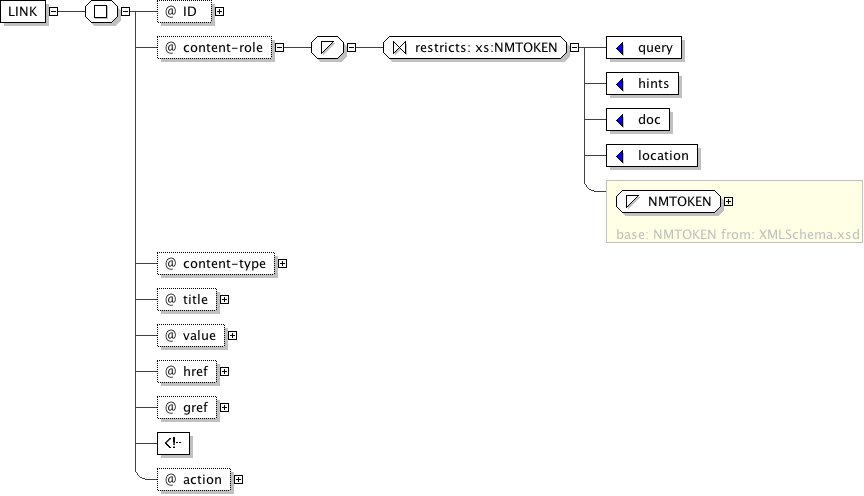 LINK
@ ID
@ content-role
restricts: xs:NMTOKEN
query
hints
doc
location
NMTOKEN
base: NMTOKEN from: XMLSchema.xsd
@ content-type
@ title
@ value
@ href
@ gref
<!--
@ action